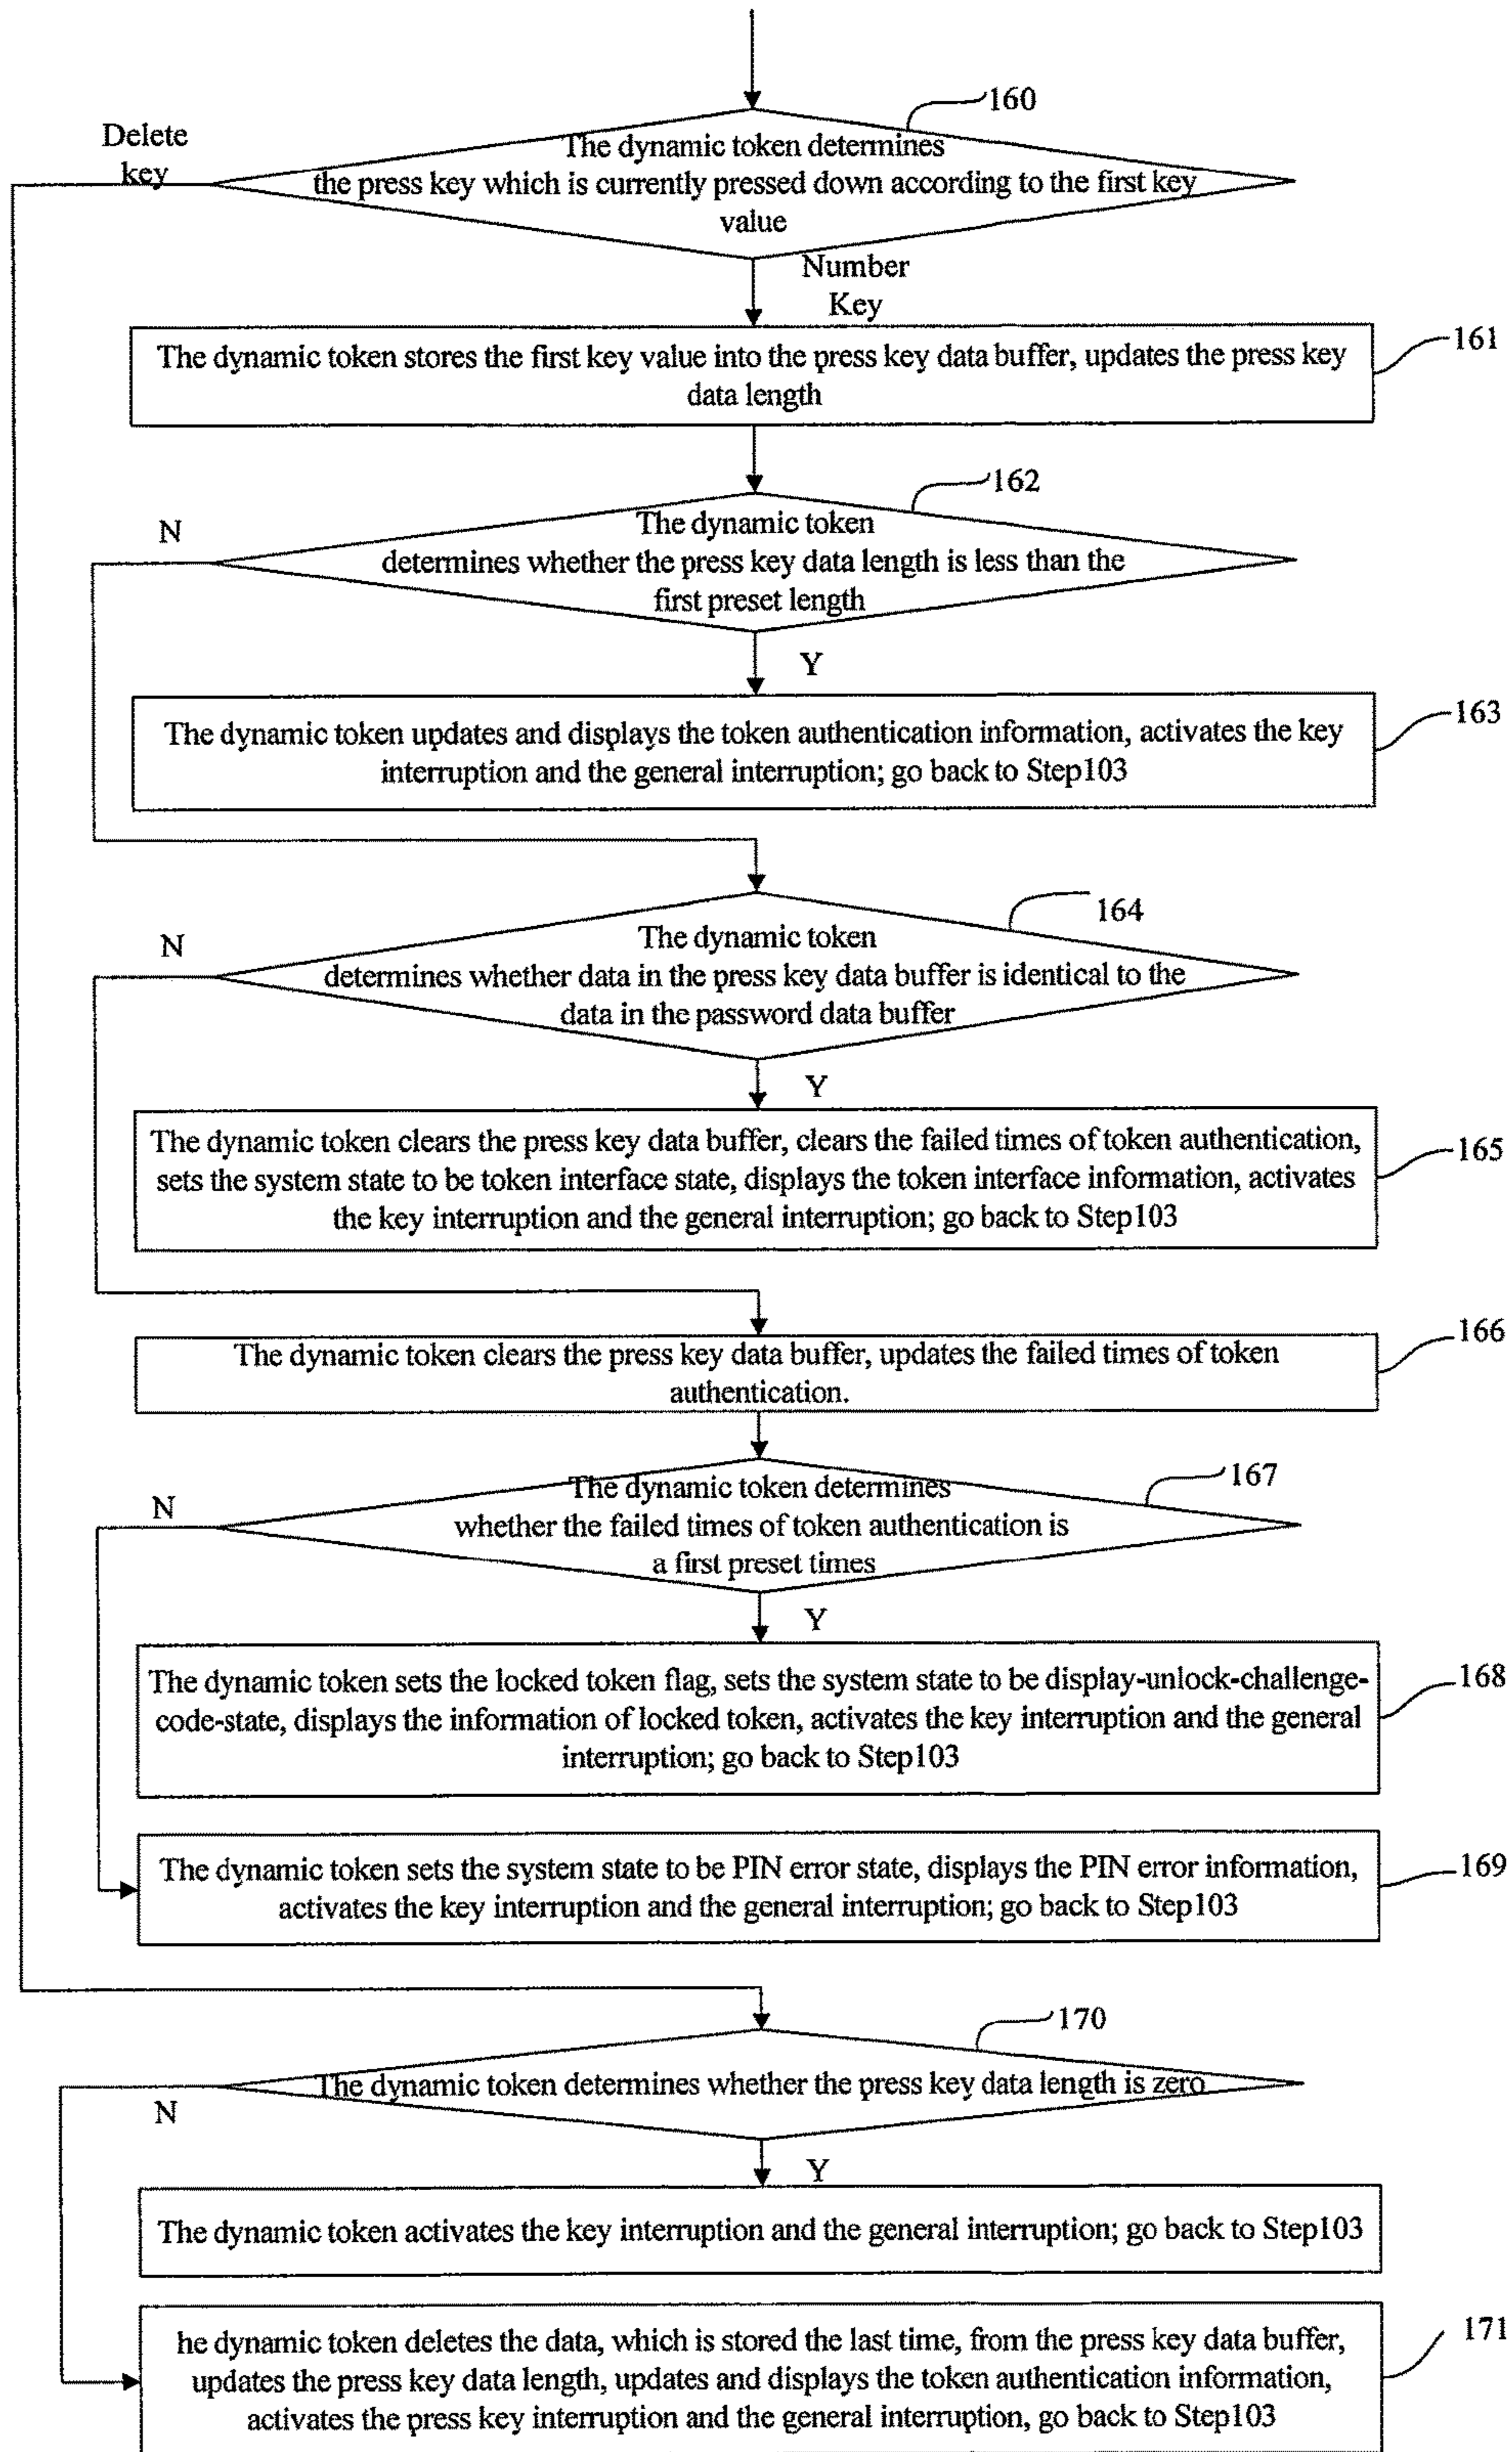 160
Delete
key
The dynamic token determines
the press key which is currently pressed down according to the first key
value
Number
Key
161
The dynamic token stores the first key value into the press key data buffer, updates the press key
data length
162
N
The dynamic token
determines whether the press key data length is less than the
first preset length
Y
163
The dynamic token updates and displays the token authentication information, activates the key
interruption and the general interruption; go back to Step103
164
N
The dynamic token
determines whether data in the press key data buffer is identical to the
data in the password data buffer
Y
The dynamic token clears the press key data buffer, clears the failed times of token authentication,
165
sets the system state to be token interface state, displays the token interface information, activates
the key interruption and the general interruption; go back to Step103
166
The dynamic token clears the press key data buffer, updates the failed times of token
authentication.
167
N
The dynamic token determines
whether the failed times of token authentication is
a first preset times
Y
The dynamic token sets the locked token flag, sets the system state to be display-unlock-challenge-
168
code-state, displays the information of locked token, activates the key interruption and the general
interruption; go back to Step103
The dynamic token sets the system state to be PIN error state, displays the PIN error information,
169
activates the key interruption and the general interruption; go back to Step103
170
The dynamic token determines whether the press key data length is zero
N
Y
The dynamic token activates the key interruption and the general interruption; go back to Step103
171
he dynamic token deletes the data, which is stored the last time, from the press key data buffer,
updates the press key data length, updates and displays the token authentication information,
activates the press key interruption and the general interruption, go back to Step103